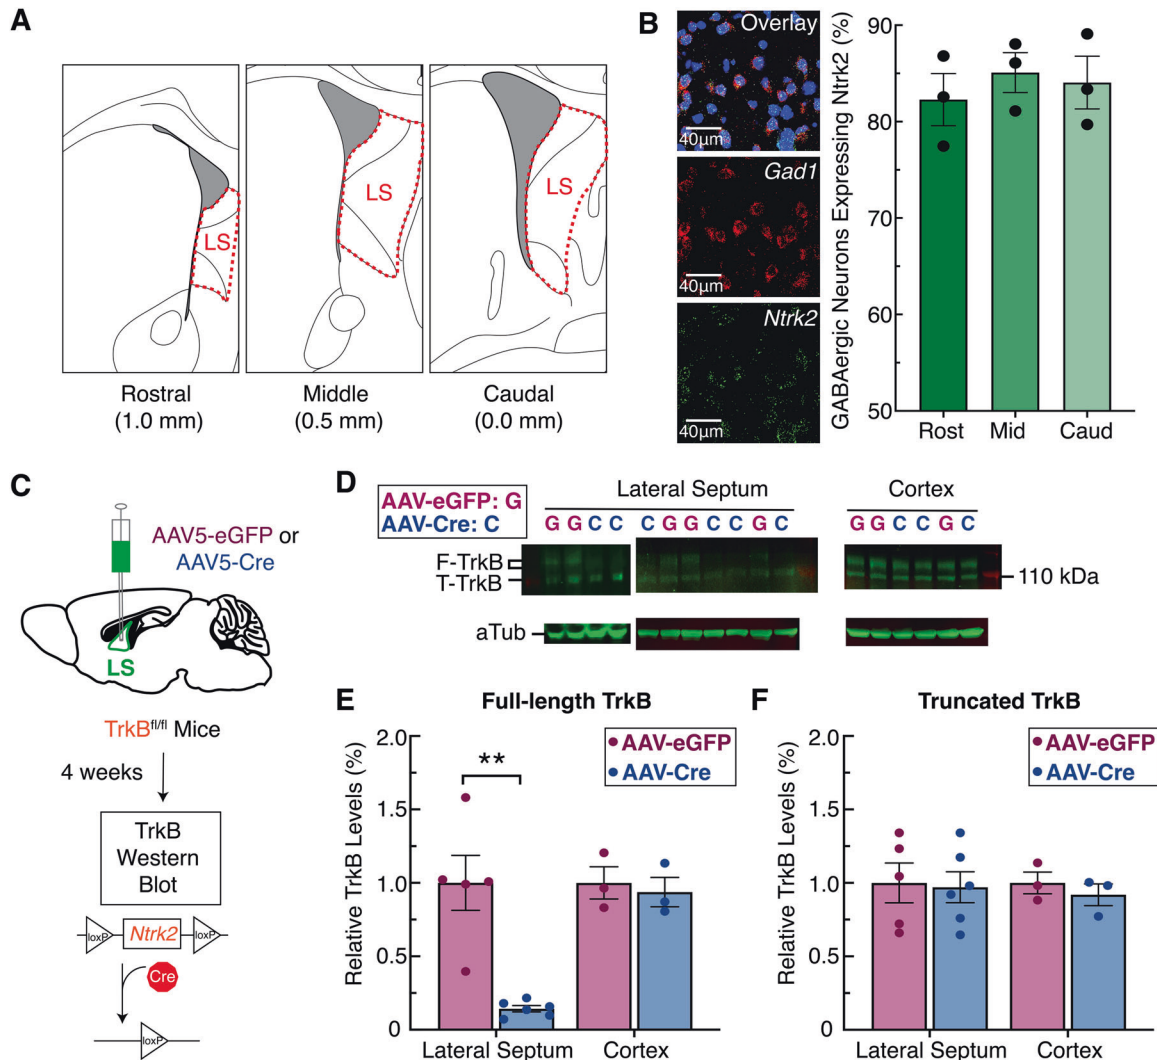 A
LS
LS
LS
Rostral
(1.0 mm)
Middle
(0.5 mm)
Caudal
(0.0 mm)
B
Overlay
40µm
Gad1
40µm
Ntrk2
40µm
GABAergic Neurons Expressing Ntrk2 (%)
90
80
70
60
50
Rost
Mid
Caud
C
AAV5-eGFP or
AAV5-Cre
LS
TrkBfl/fl Mice
4 weeks
TrkB
Western
Blot
loxP
Ntrk2
loxP
Cre
loxP
D
AAV-eGFP: G
AAV-Cre: C
Lateral Septum
Cortex
G G C C
C G G C C G C
G G C C G C
F-TrkB
T-TrkB
110 kDa
aTub
E
Full-length TrkB
Relative TrkB Levels (%)
2.0
1.5
1.0
0.5
0
**
AAV-eGFP
AAV-Cre
Lateral Septum
Cortex
F
Truncated TrkB
Relative TrkB Levels (%)
2.0
1.5
1.0
0.5
0
AAV-eGFP
AAV-Cre
Lateral Septum
Cortex